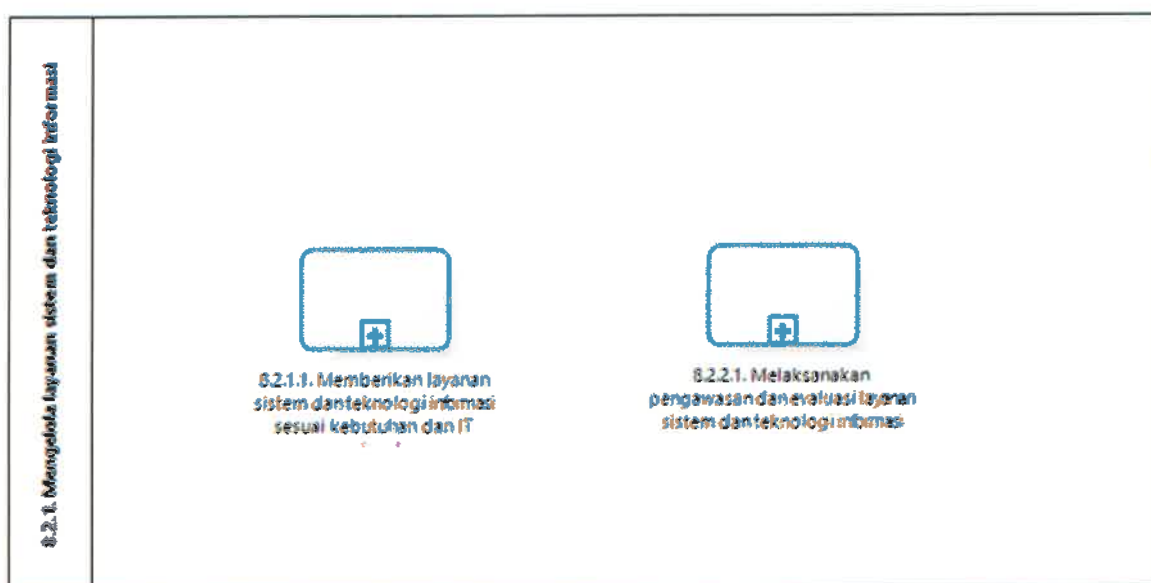 8.2.1. Mengelola layanan sistem dan teknologi informasi
8.2.1.1. Memberikan layanan
sistem dan teknologi informasi
sesuai kebutuhan dan IT
8.2.2.1. Melaksanakan
pengawasan dan evaluasi layanan
sistem dan teknologi informasi